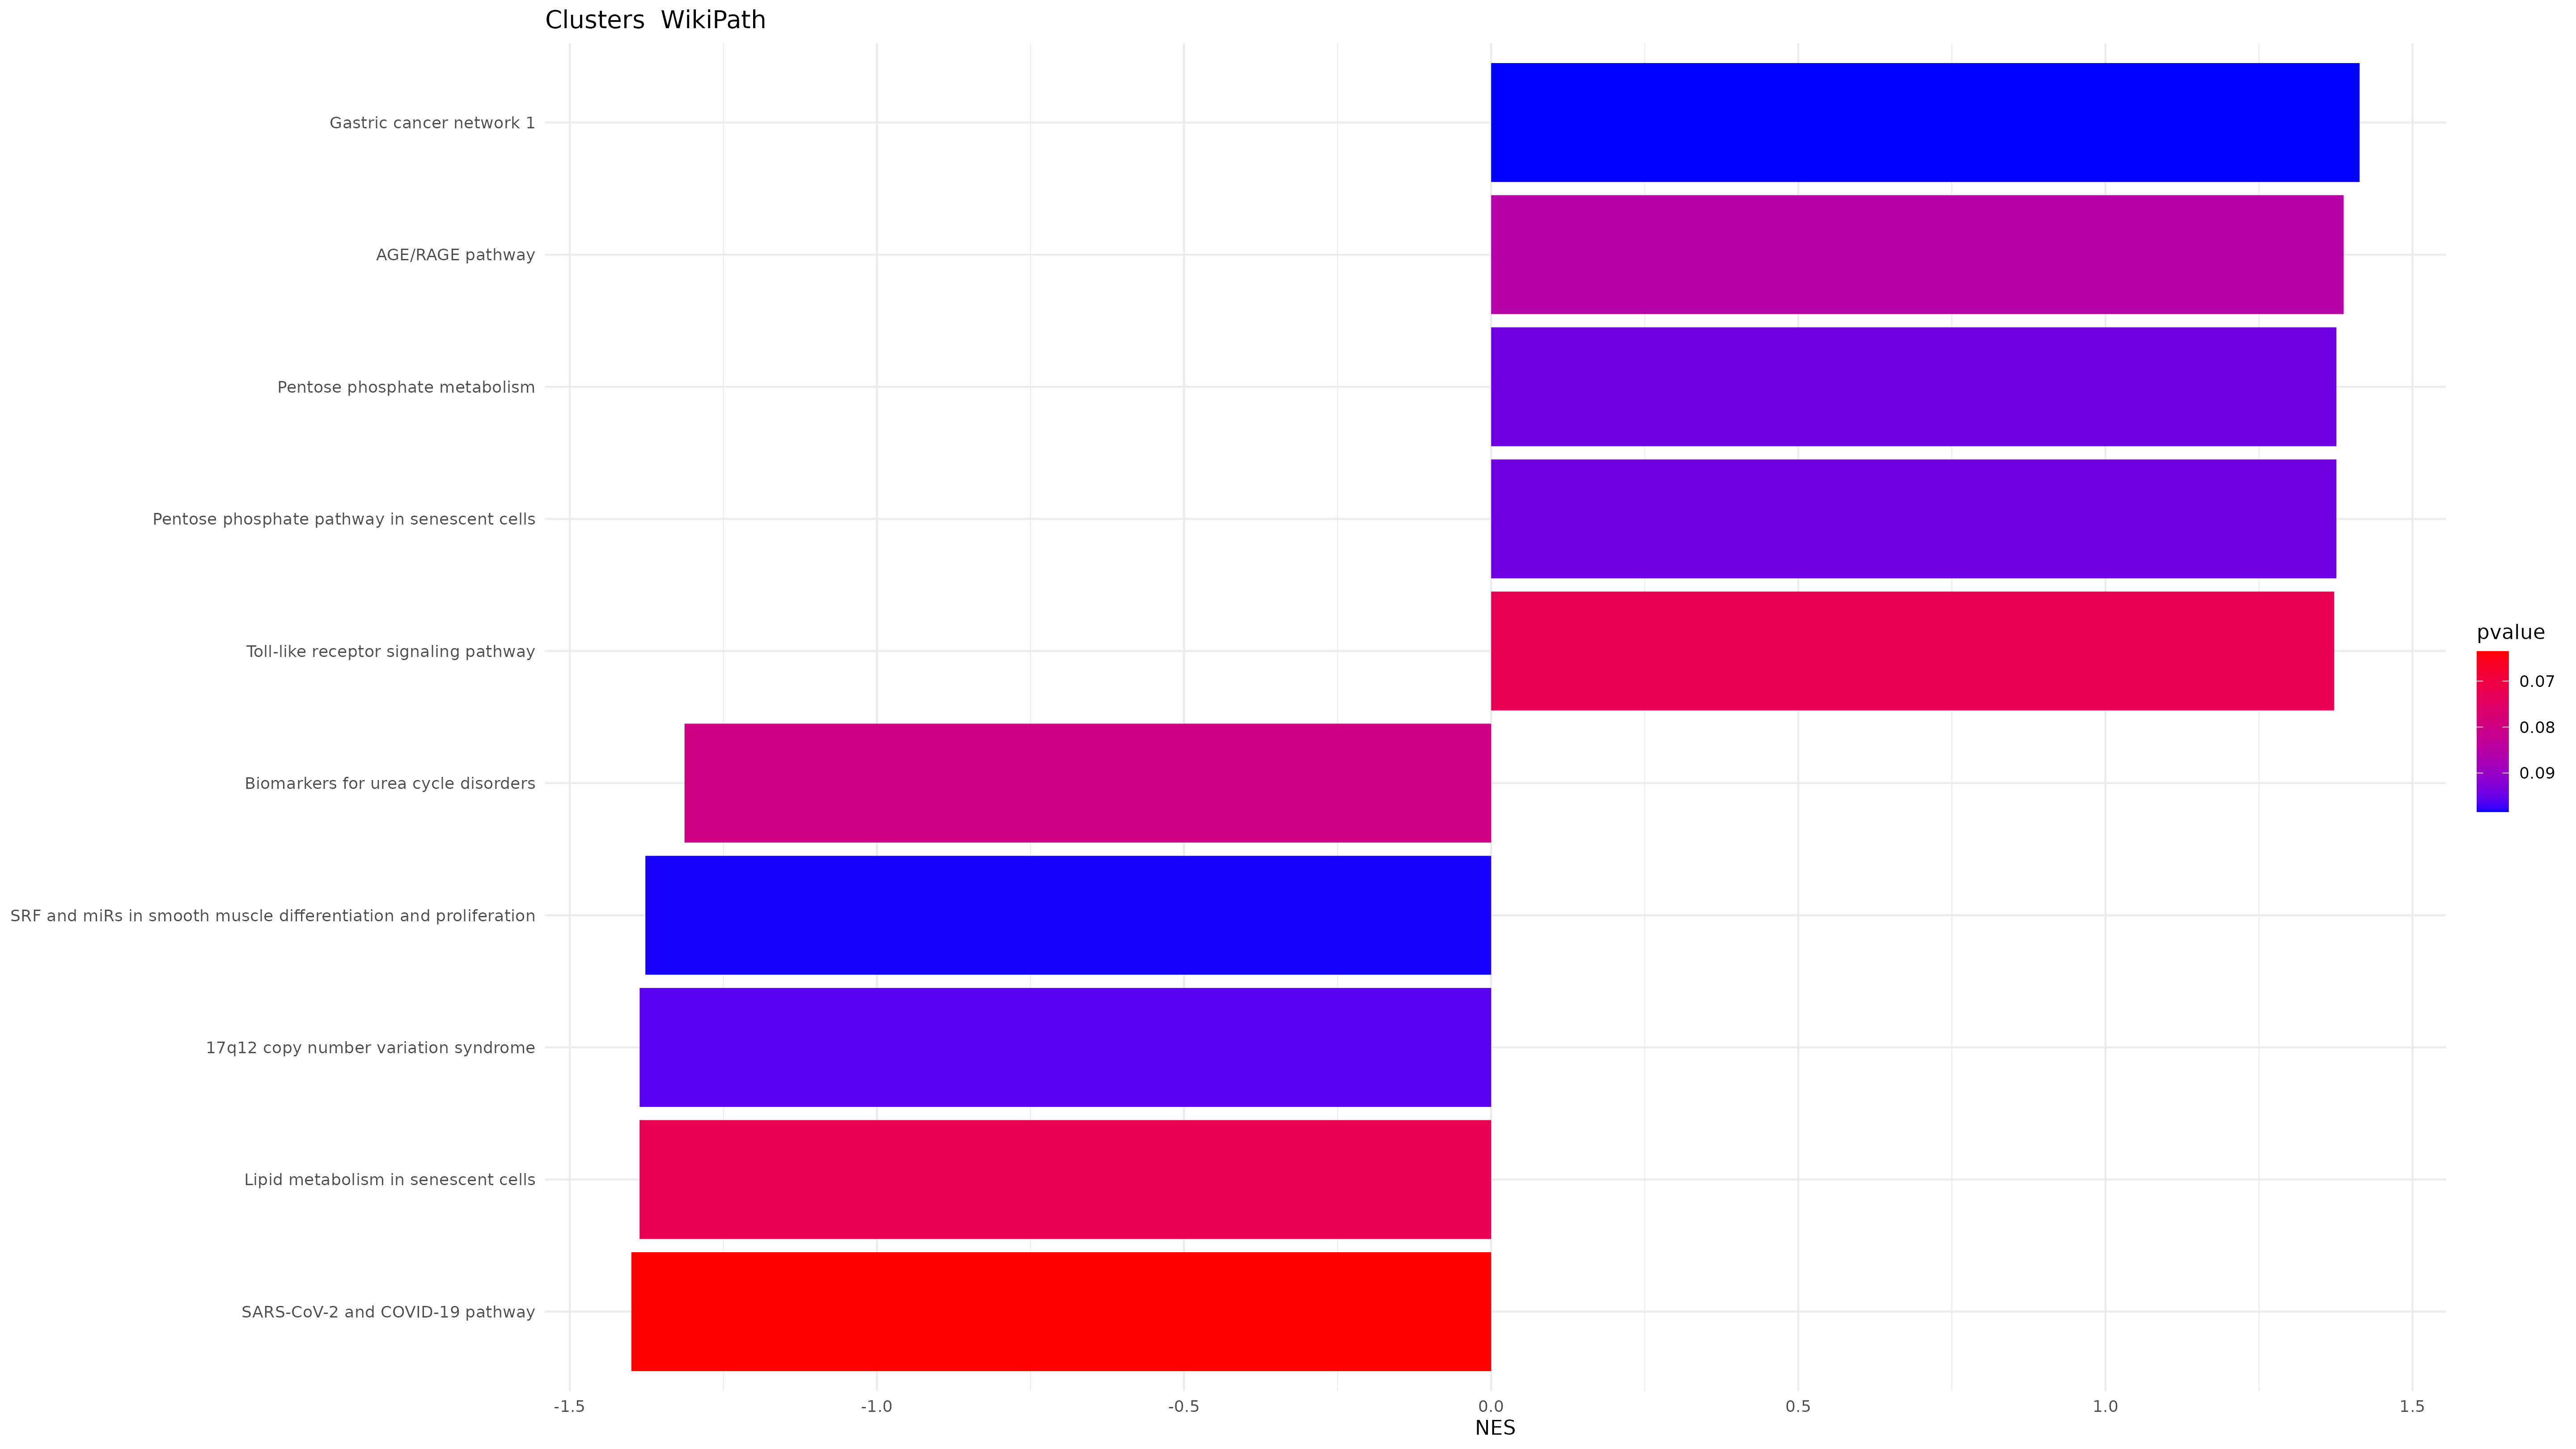 Clusters  WikiPath
Gastric cancer network 1
AGE/RAGE pathway
Pentose phosphate metabolism
Pentose phosphate pathway in senescent cells
Toll-like receptor signaling pathway
Biomarkers for urea cycle disorders
SRF and miRs in smooth muscle differentiation and proliferation
17q12 copy number variation syndrome
Lipid metabolism in senescent cells
SARS-CoV-2 and COVID-19 pathway
-1.5 -1.0 -0.5 0.0 0.5 1.0 1.5
NES
pvalue
0.07
0.08
0.09